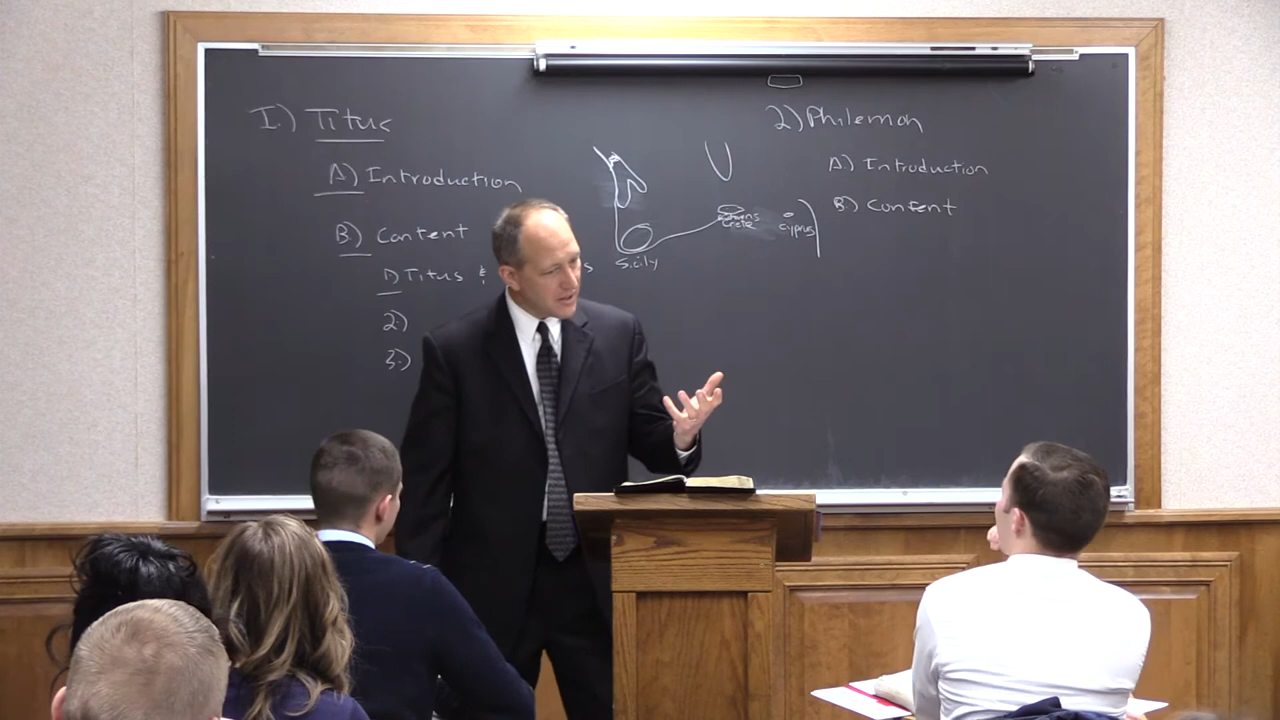 I.) Titus
A) Introduction
B.) Content
1) Titus &
2.)
3.)
Sicily
Crete
Cyprus
2) Philemon
A.) Introduction
B.) Content